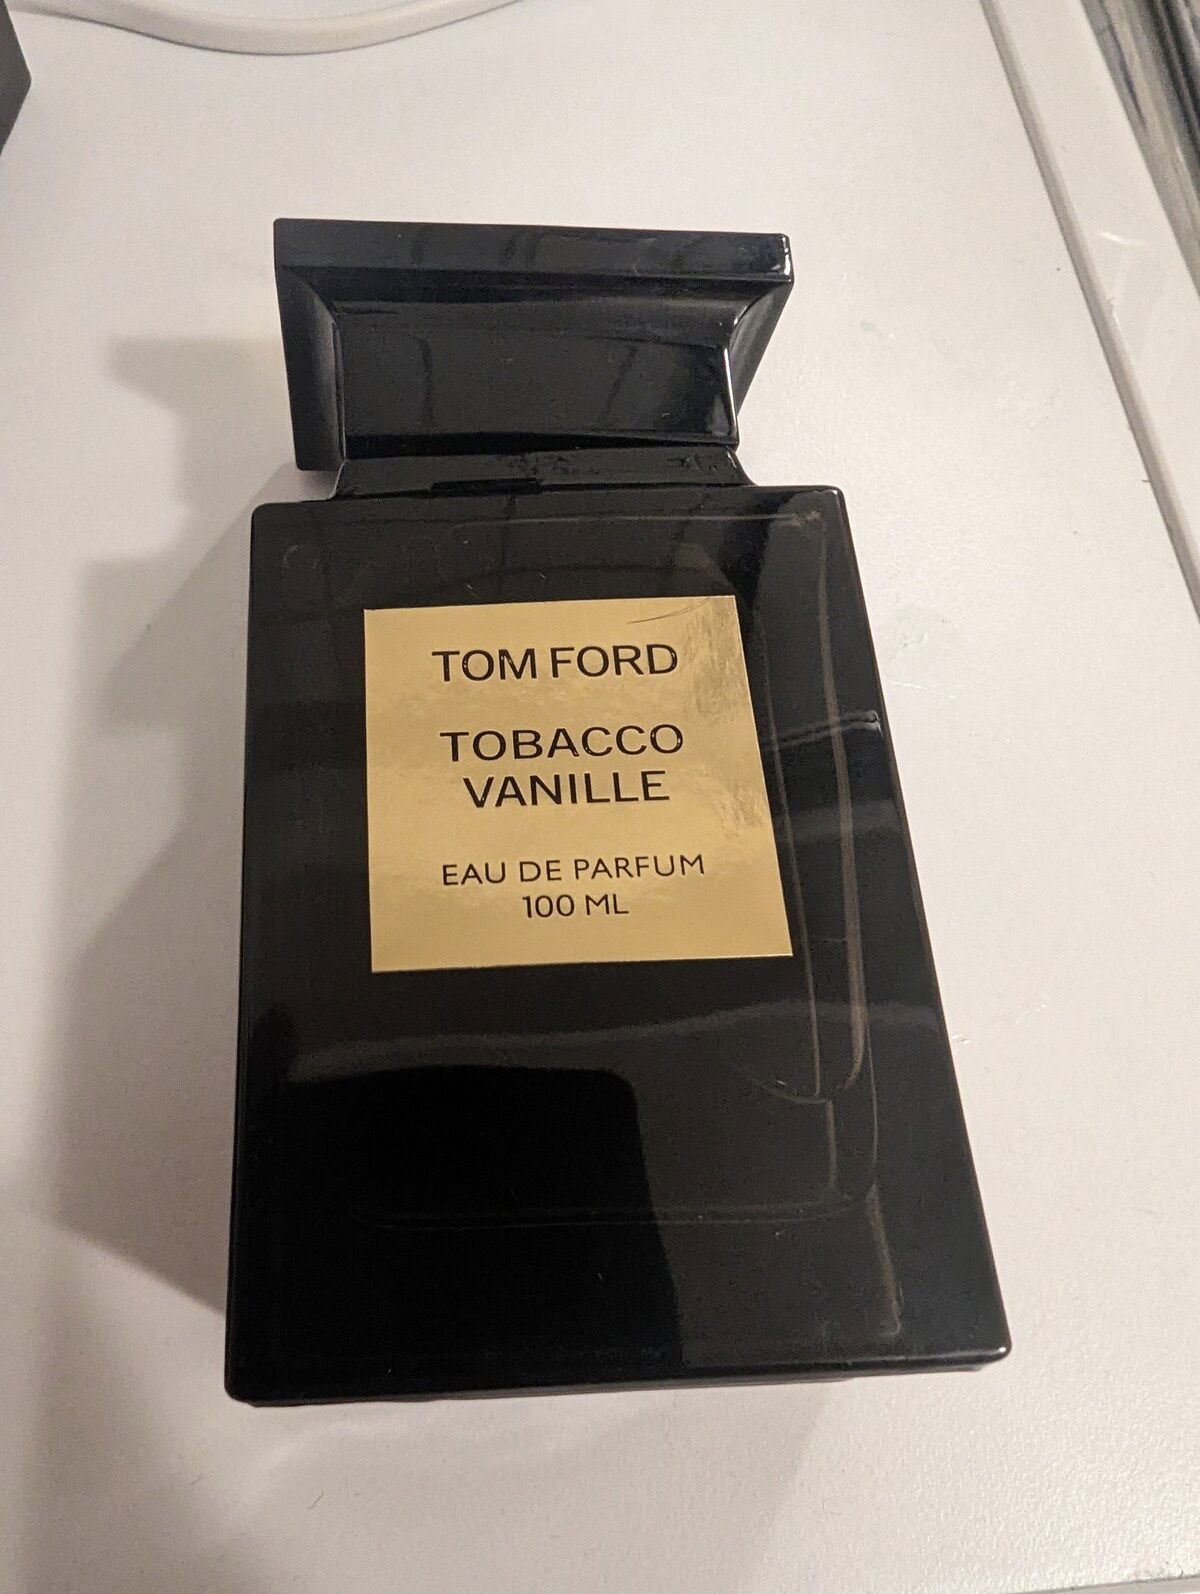 TOM FORD
TOBACCO
VANILLE
EAU DE PARFUM
100 ML